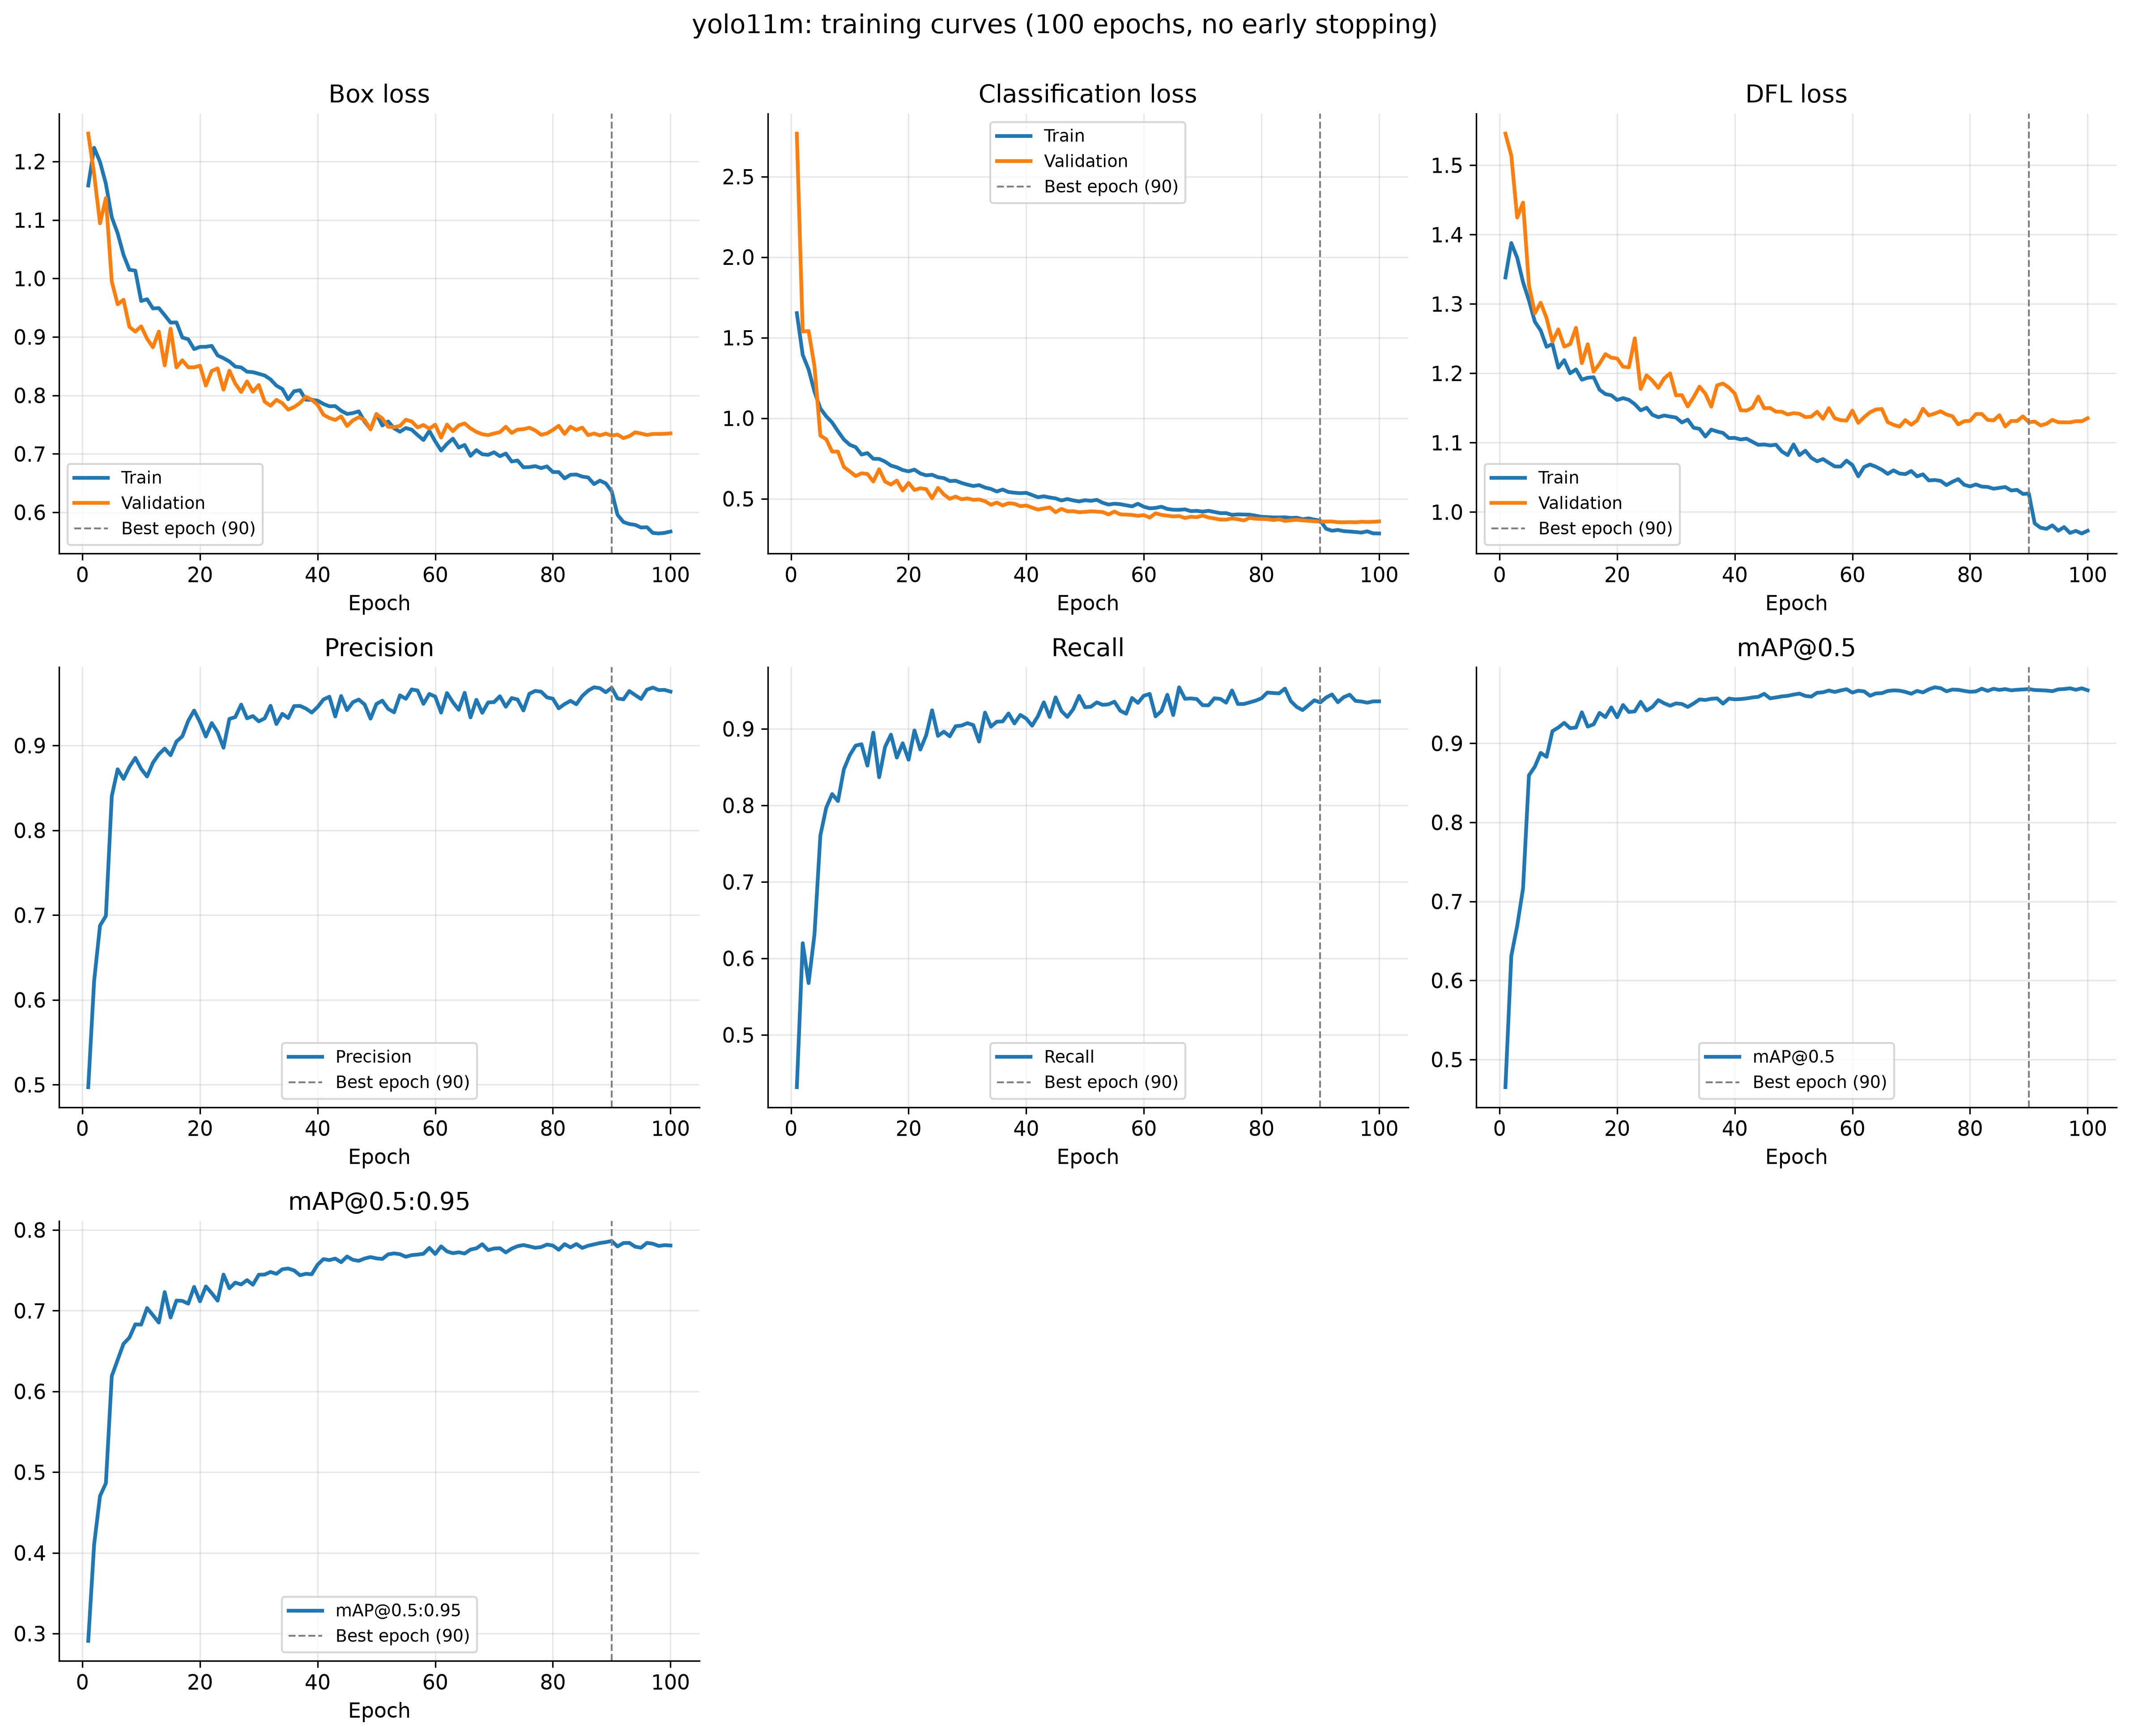 yolo11m: training curves (100 epochs, no early stopping)
Box loss
1.2
1.1
1.0
0.9
0.8
0.7
0.6
Train
Validation
Best epoch (90)
0 20 40 60 80 100
Epoch
Classification loss
2.5
2.0
1.5
1.0
0.5
Train
Validation
Best epoch (90)
0 20 40 60 80 100
Epoch
DFL loss
1.5
1.4
1.3
1.2
1.1
1.0
Train
Validation
Best epoch (90)
0 20 40 60 80 100
Epoch
Precision
0.9
0.8
0.7
0.6
0.5
Precision
Best epoch (90)
0 20 40 60 80 100
Epoch
Recall
0.9
0.8
0.7
0.6
0.5
Recall
Best epoch (90)
0 20 40 60 80 100
Epoch
mAP@0.5
0.9
0.8
0.7
0.6
0.5
mAP@0.5
Best epoch (90)
0 20 40 60 80 100
Epoch
mAP@0.5:0.95
0.8
0.7
0.6
0.5
0.4
0.3
mAP@0.5:0.95
Best epoch (90)
0 20 40 60 80 100
Epoch